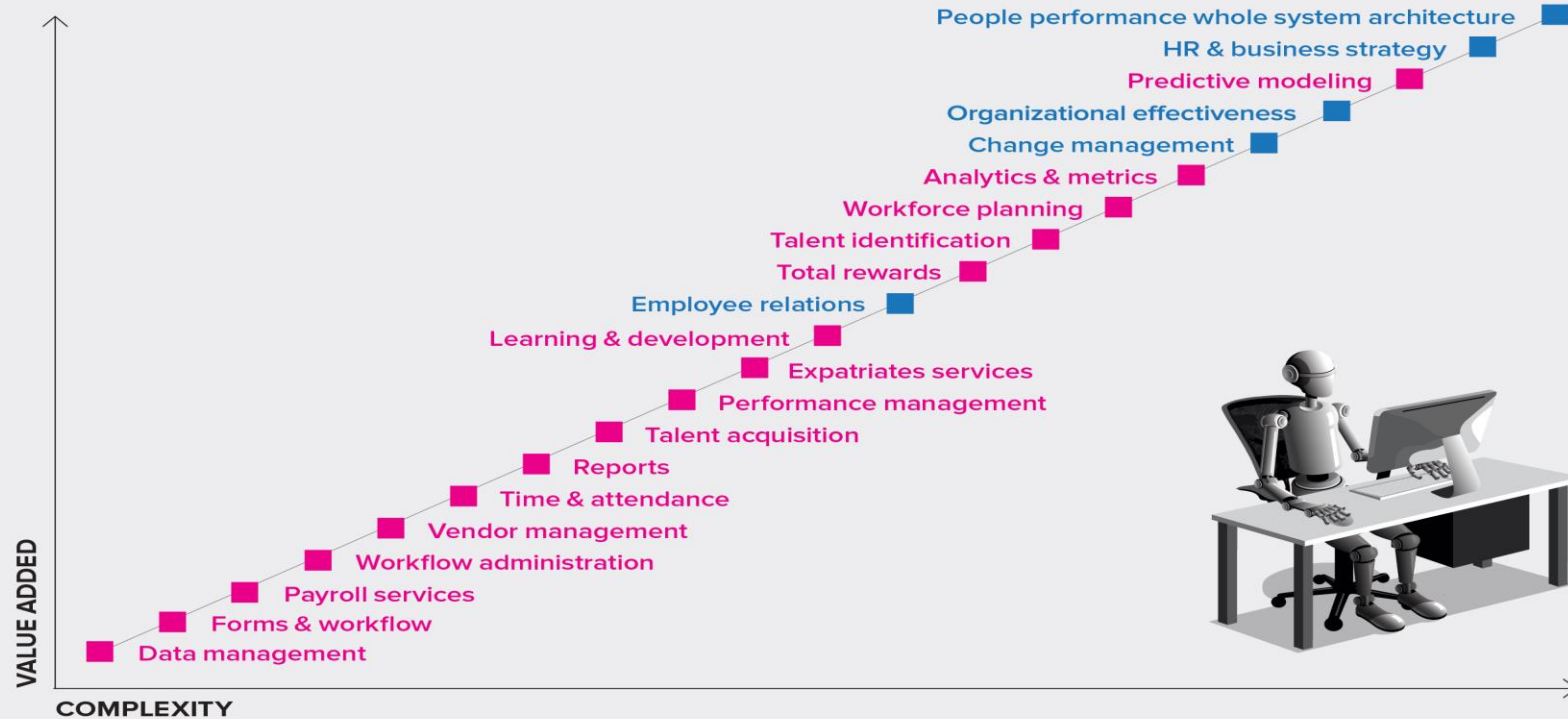 People performance whole system architecture
HR & business strategy
Predictive modeling
Organizational effectiveness
Change management
Analytics & metrics
Workforce planning
Talent identification
Total rewards
Employee relations
Learning & development
Expatriates services
Performance management
Talent acquisition
Reports
Time & attendance
Vendor management
Workflow administration
Payroll services
Forms & workflow
Data management
VALUE ADDED
COMPLEXITY